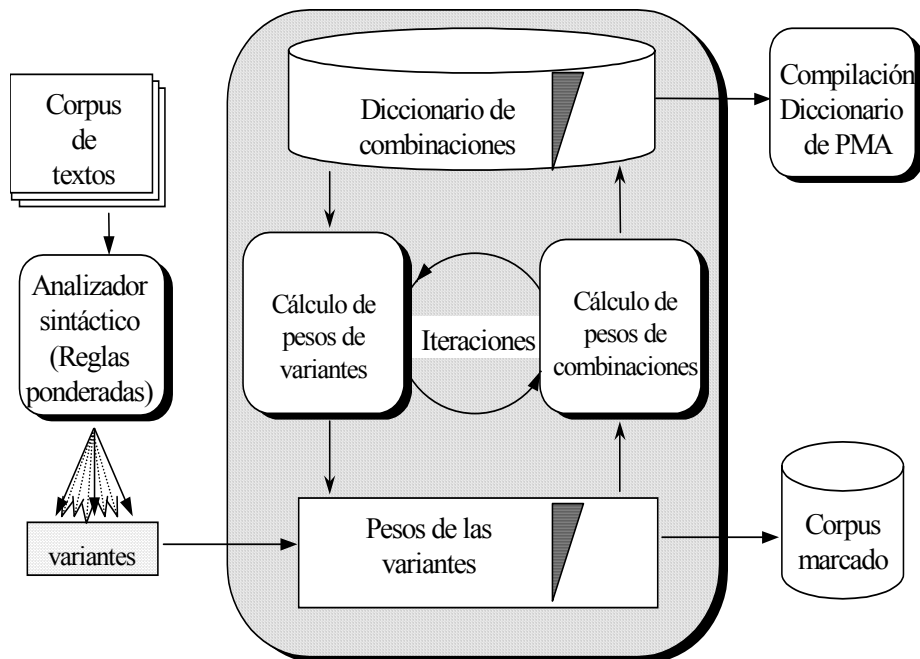 Corpus
de
textos
Analizador
sintáctico
(Reglas
ponderadas)
variantes
Diccionario de
combinaciones
Cálculo de
pesos de
variantes
Iteraciones
Cálculo de
pesos de
combinaciones
Pesos de las
variantes
Compilación
Diccionario
de PMA
Corpus
marcado